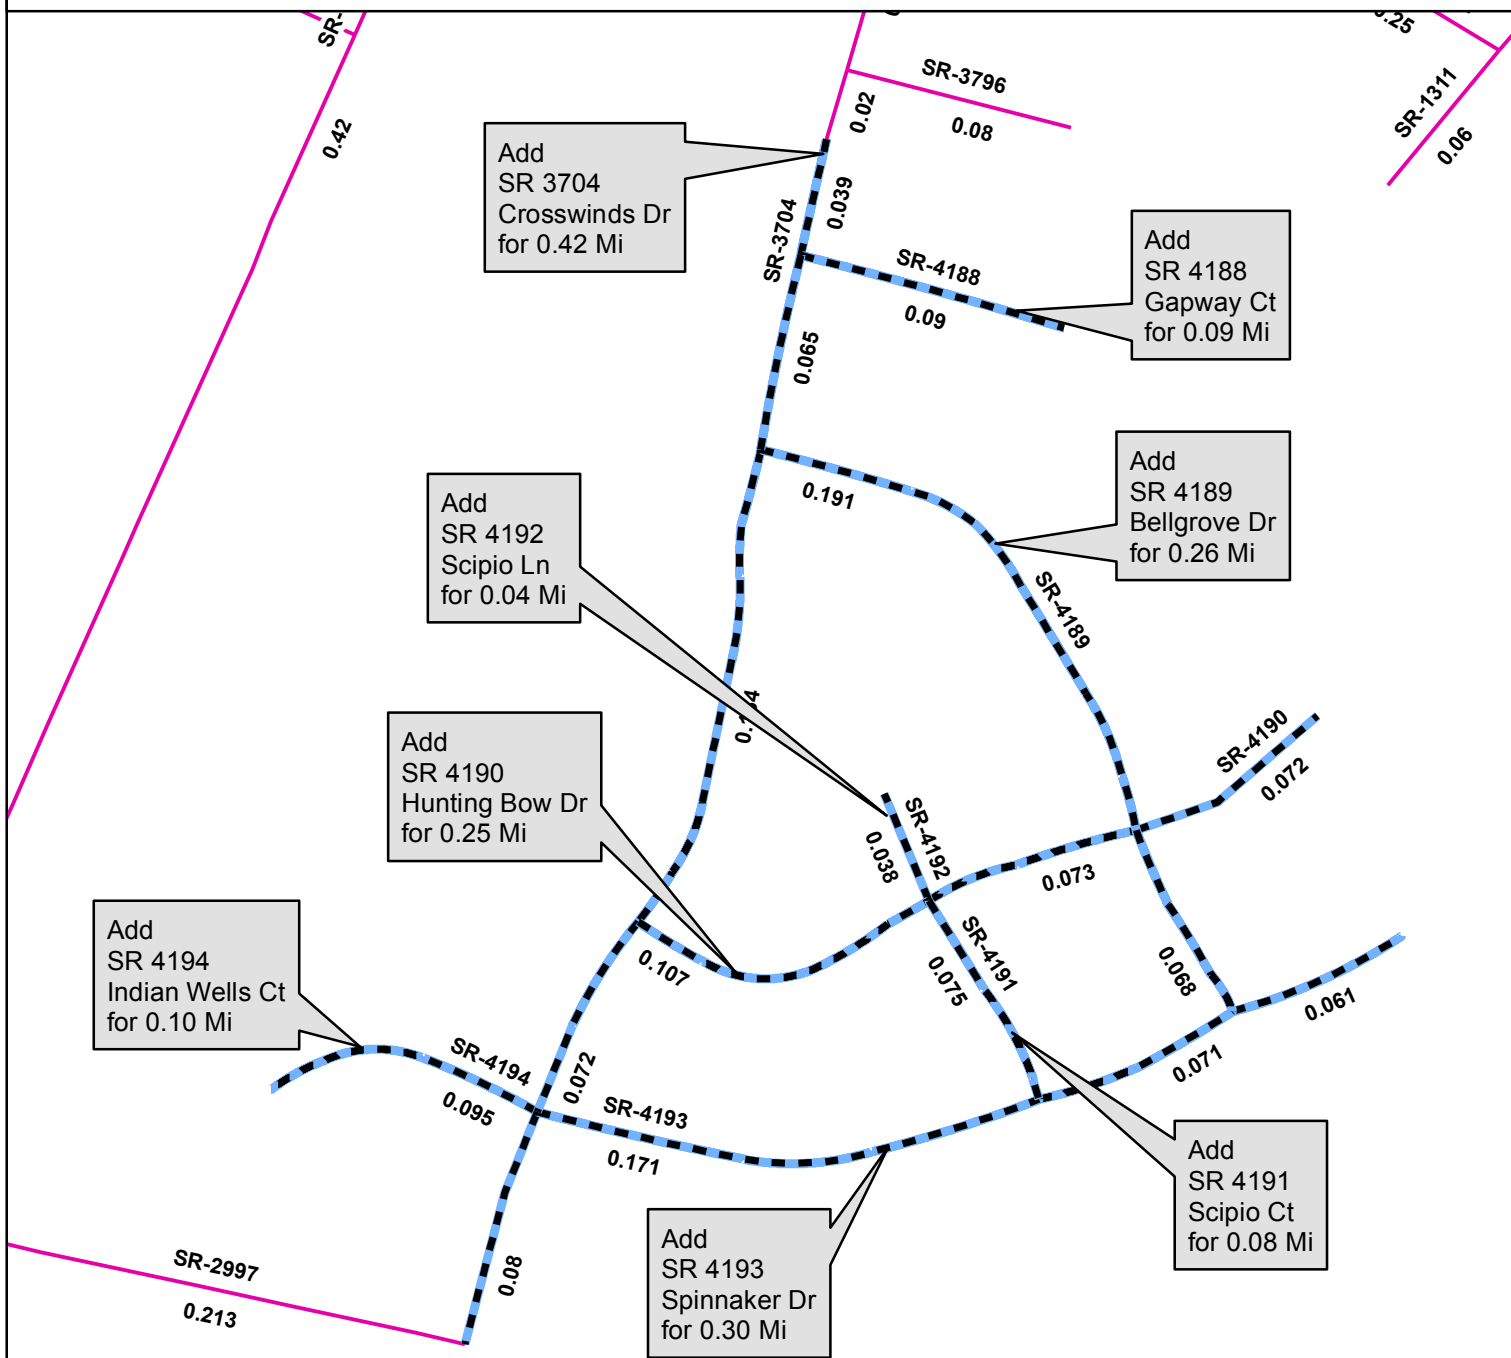 SR-
0.42
0.25
SR-3796
0.02
0.08
SR-1311
0.06
Add
SR 3704
Crosswinds Dr
for 0.42 Mi
0.039
SR-3704
SR-4188
0.09
Add
SR 4188
Gapway Ct
for 0.09 Mi
0.065
0.191
Add
SR 4189
Bellgrove Dr
for 0.26 Mi
Add
SR 4192
Scipio Ln
for 0.04 Mi
SR-4189
Add
SR 4190
Hunting Bow Dr
for 0.25 Mi
SR-4190
0.072
SR-4192
0.038
0.073
Add
SR 4194
Indian Wells Ct
for 0.10 Mi
0.107
SR-4191
0.075
0.068
0.061
SR-4194
0.095
0.072
SR-4193
0.171
0.071
Add
SR 4191
Scipio Ct
for 0.08 Mi
Add
SR 4193
Spinnaker Dr
for 0.30 Mi
SR-2997
0.213
0.08